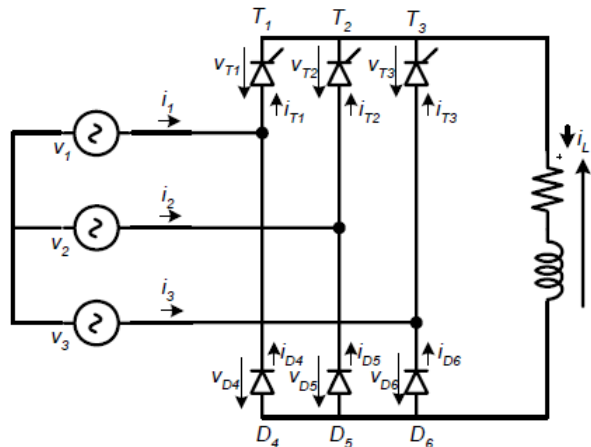 T1 T2 T3
vT1 vT2 vT3
iT1 iT2 iT3
i1
v1
iL
+
i2
v2
i3
v3
iD4 iD5 iD6
vD4 vD5 vD6
D4 D5 D6